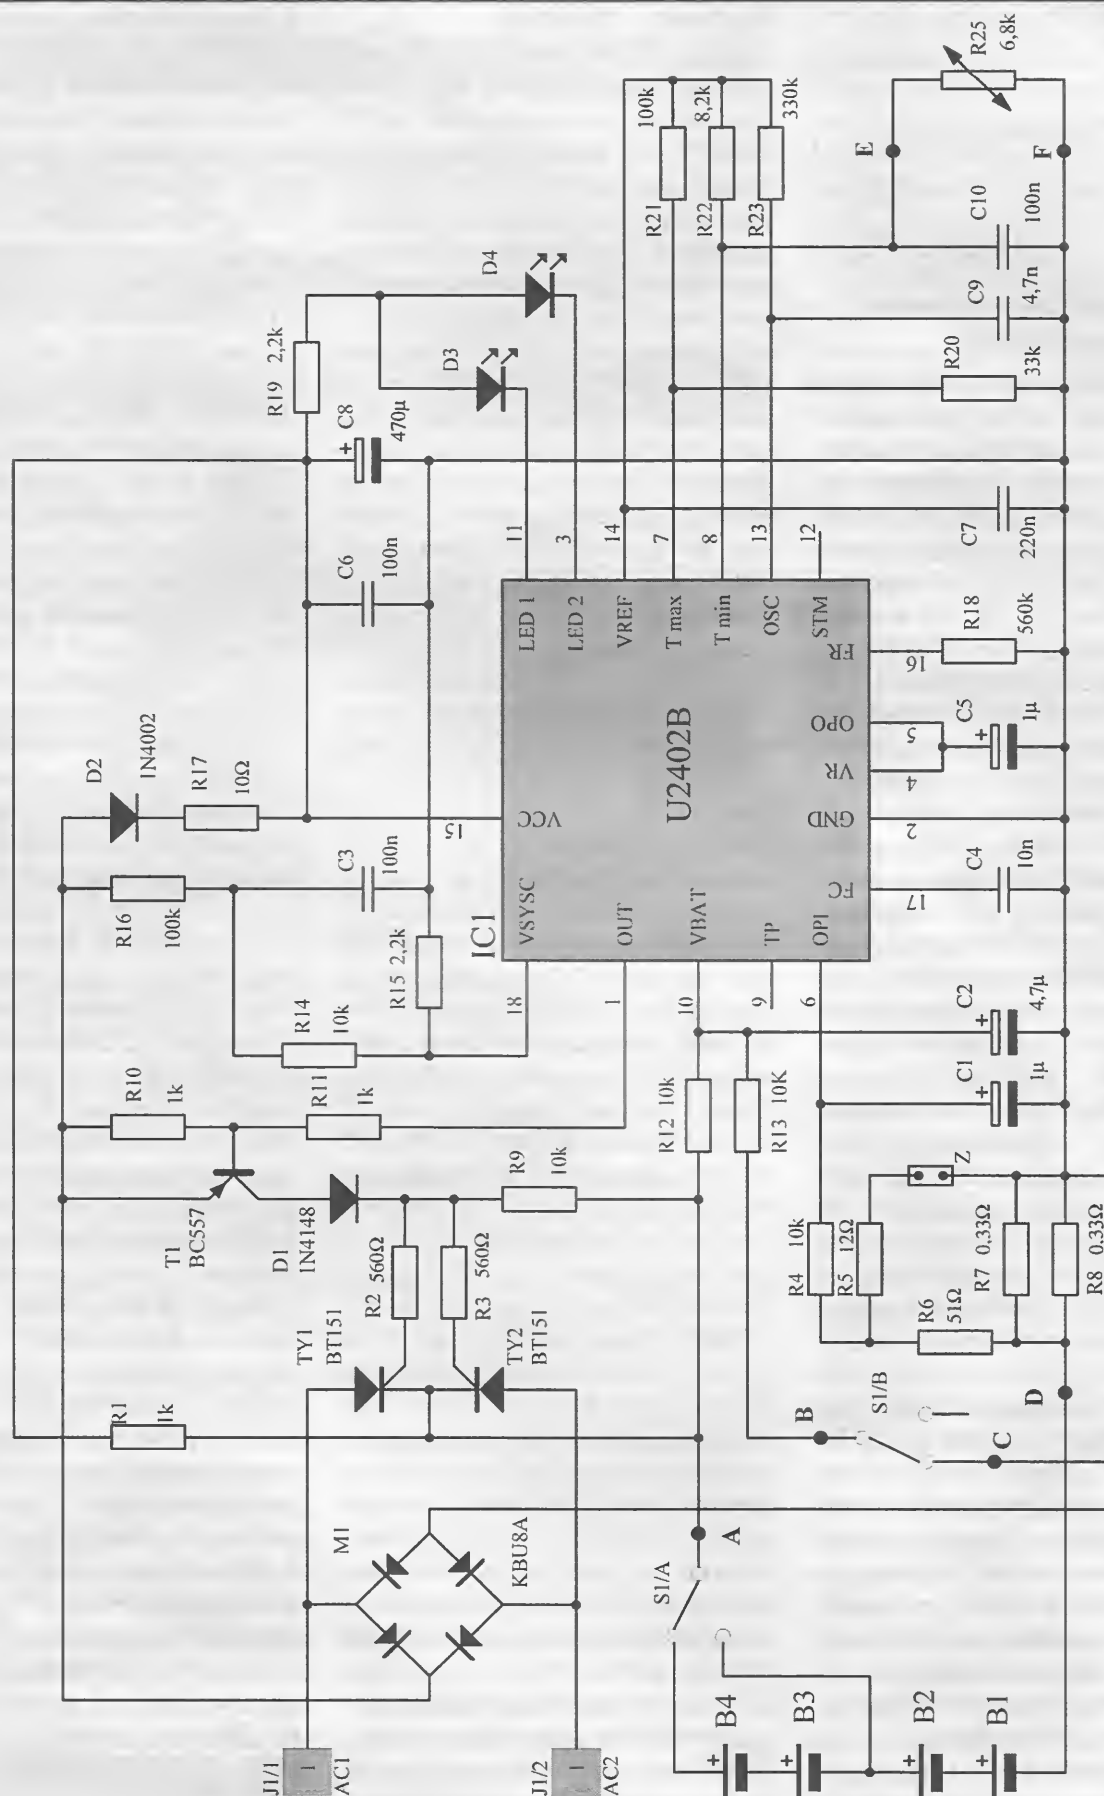 R25
6,8k
100k
8,2k
330k
E
F
R21
R22
R23
C10
100n
C9
4,7n
R20
33k
D4
D3
R19 2,2k
C8
+
470µ
C6
100n
C7
220n
11
3
14
7
8
13
12
LED 1
LED 2
VREF
T max
T min
OSC
STM
FR
16
R18
560k
OPO
5
VR
4
C5
+
1µ
GND
2
FC
17
C4
10n
U2402B
IC1
VCC
15
VSYSC
OUT
VBAT
TP
OPI
18
1
10
9
6
D2
1N4002
R17
10Ω
R16
100k
C3
100n
R15 2,2k
R14
10k
R10
1k
R11
1k
R12 10k
R13 10K
C2
+
4,7µ
C1
+
1µ
T1
BC557
D1
1N4148
R9
10k
R2 560Ω
R3 560Ω
TY1
BT151
TY2
BT151
R4 10k
R5 12Ω
Z
R6
51Ω
R7 0,33Ω
R8 0,33Ω
R1
1k
B
S1/B
C
D
M1
KBU8A
S1/A
A
J1/1
1
AC1
J1/2
1
AC2
+
B4
+
B3
+
B2
+
B1